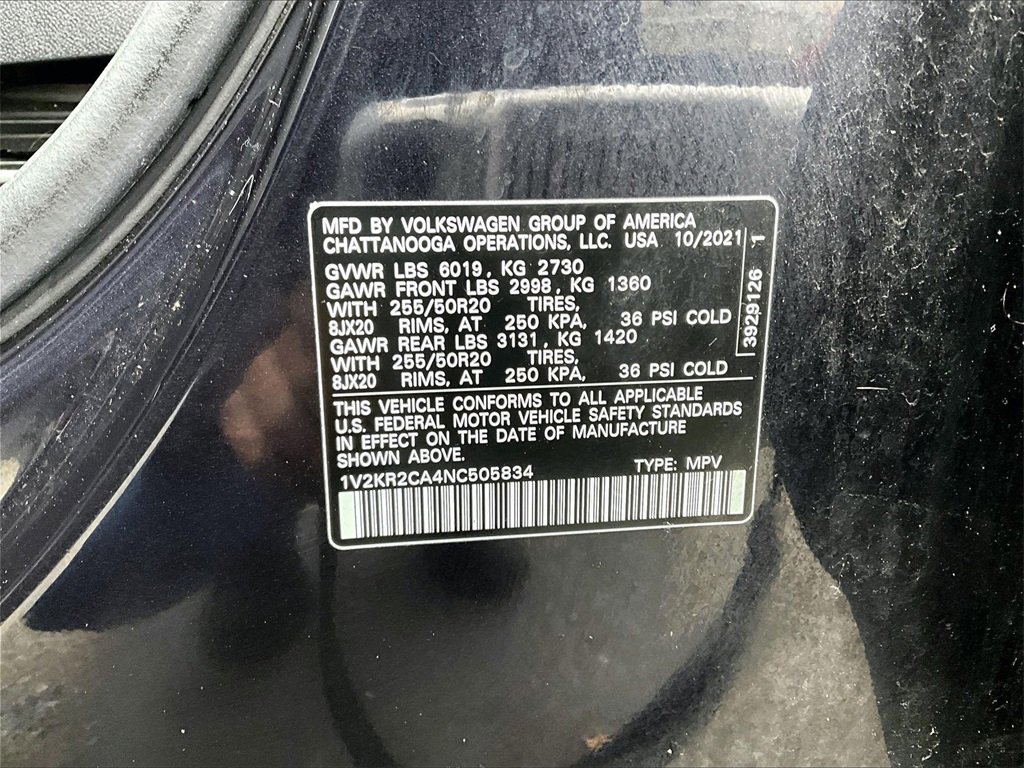 MFD BY VOLKSWAGEN GROUP OF AMERICA
CHATTANOOGA OPERATIONS, LLC. USA 10/2021
GVWR LBS 6019, KG 2730
GAWR FRONT LBS 2998, KG 1360
WITH 255/50R20 TIRES,
8JX20 RIMS, AT 250 KPA, 36 PSI COLD
GAWR REAR LBS 3131, KG 1420
WITH 255/50R20 TIRES,
8JX20 RIMS, AT 250 KPA, 36 PSI COLD
3929126 1
THIS VEHICLE CONFORMS TO ALL APPLICABLE
U.S. FEDERAL MOTOR VEHICLE SAFETY STANDARDS
IN EFFECT ON THE DATE OF MANUFACTURE
SHOWN ABOVE.
1V2KR2CA4NC505834 TYPE: MPV